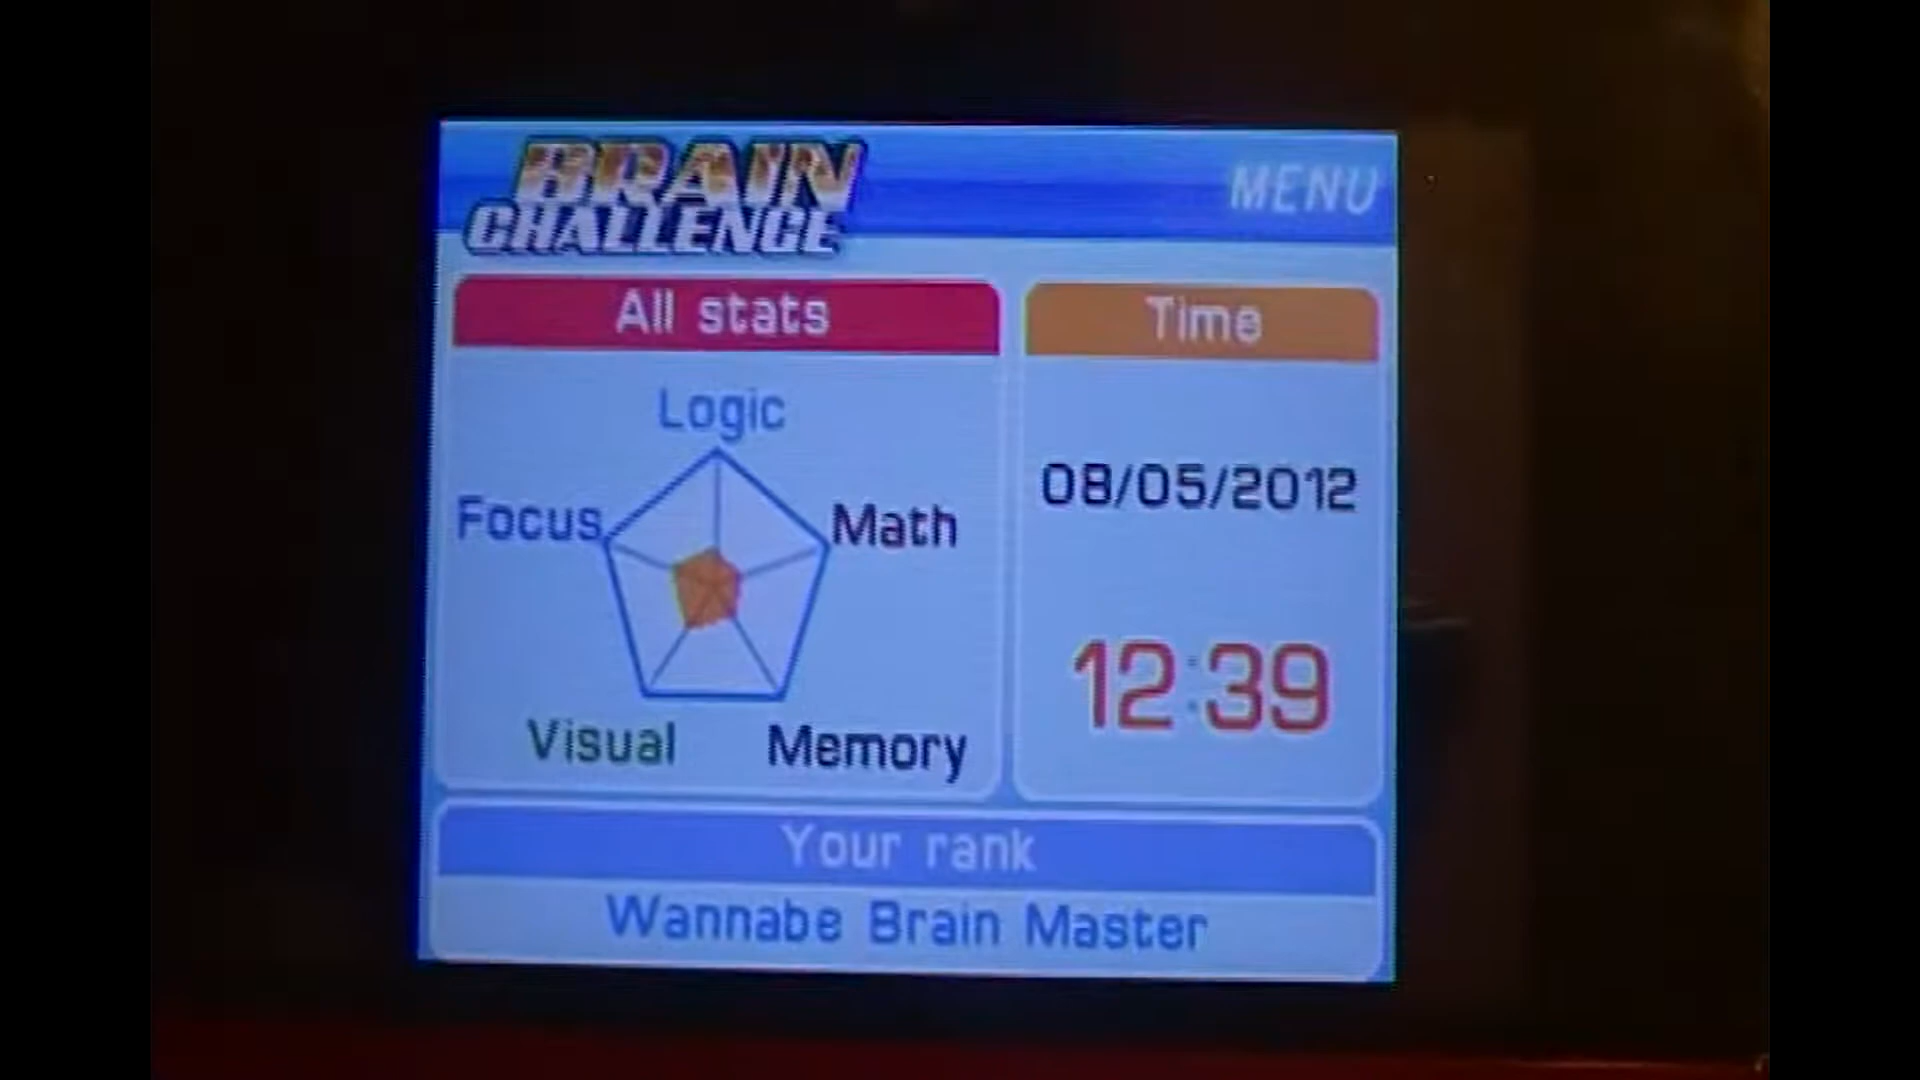 BRAIN
CHALLENGE
MENU
All stats
Time
Logic
Focus
Math
08/05/2012
12:39
Visual
Memory
Your rank
Wannabe Brain Master